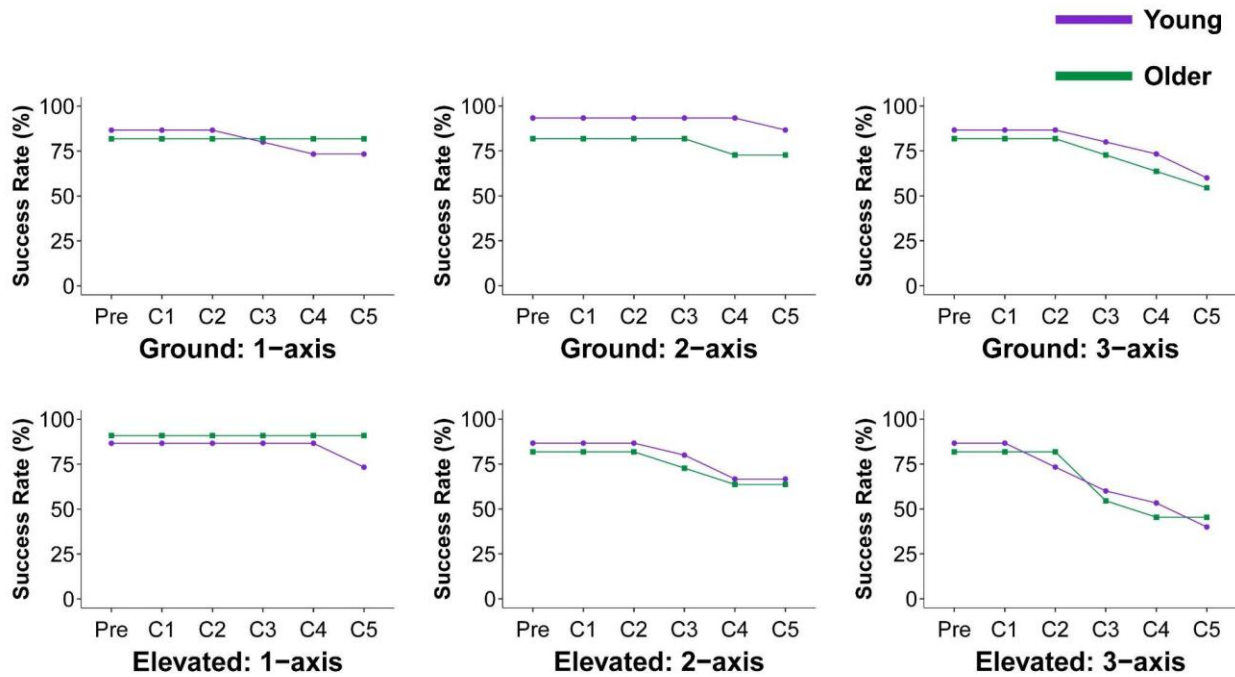 Young
Older
Success Rate (%)
100
75
50
25
0
Pre C1 C2 C3 C4 C5
Ground: 1−axis
Success Rate (%)
100
75
50
25
0
Pre C1 C2 C3 C4 C5
Ground: 2−axis
Success Rate (%)
100
75
50
25
0
Pre C1 C2 C3 C4 C5
Ground: 3−axis
Success Rate (%)
100
75
50
25
0
Pre C1 C2 C3 C4 C5
Elevated: 1−axis
Success Rate (%)
100
75
50
25
0
Pre C1 C2 C3 C4 C5
Elevated: 2−axis
Success Rate (%)
100
75
50
25
0
Pre C1 C2 C3 C4 C5
Elevated: 3−axis